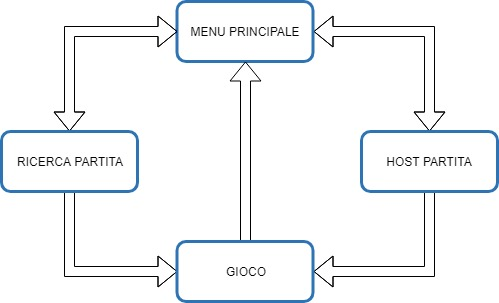 MENU PRINCIPALE
RICERCA PARTITA
HOST PARTITA
GIOCO